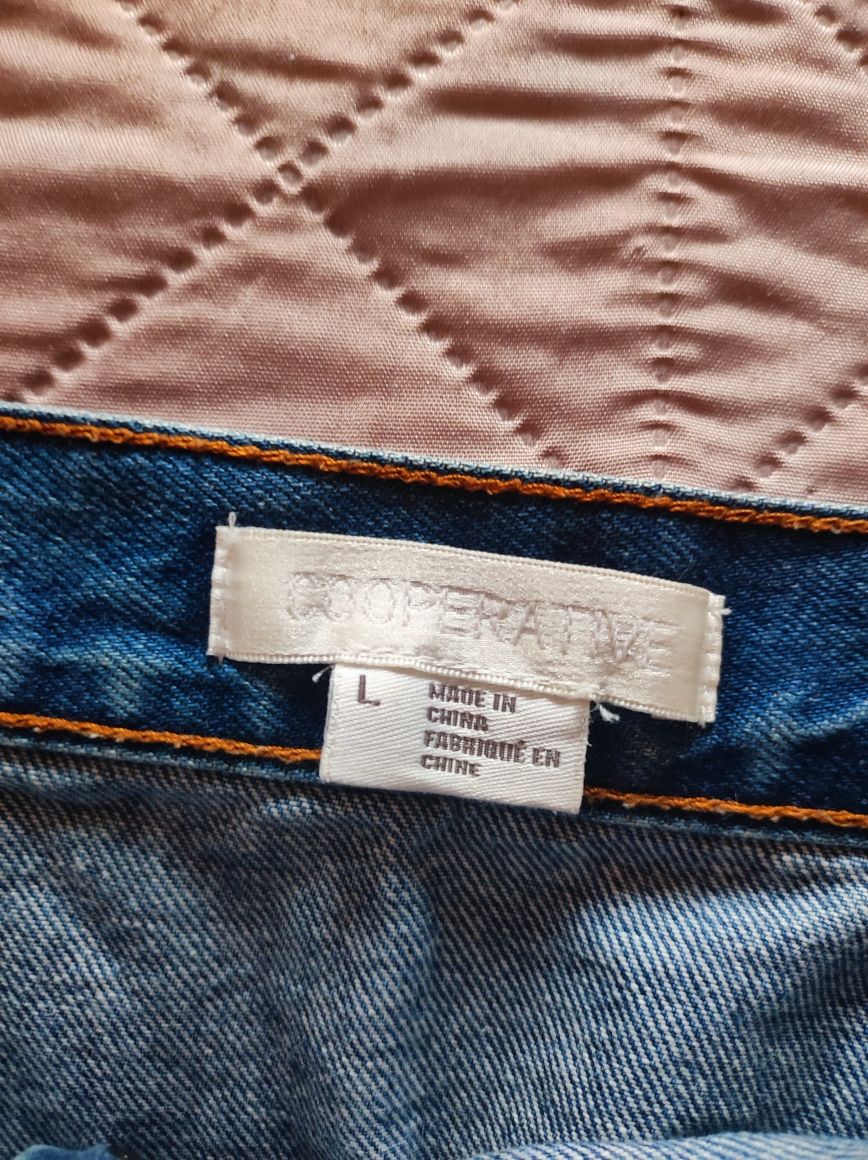 COOPERATIVE
L
MADE IN
CHINA
FABRIQUÉ EN
CHINE